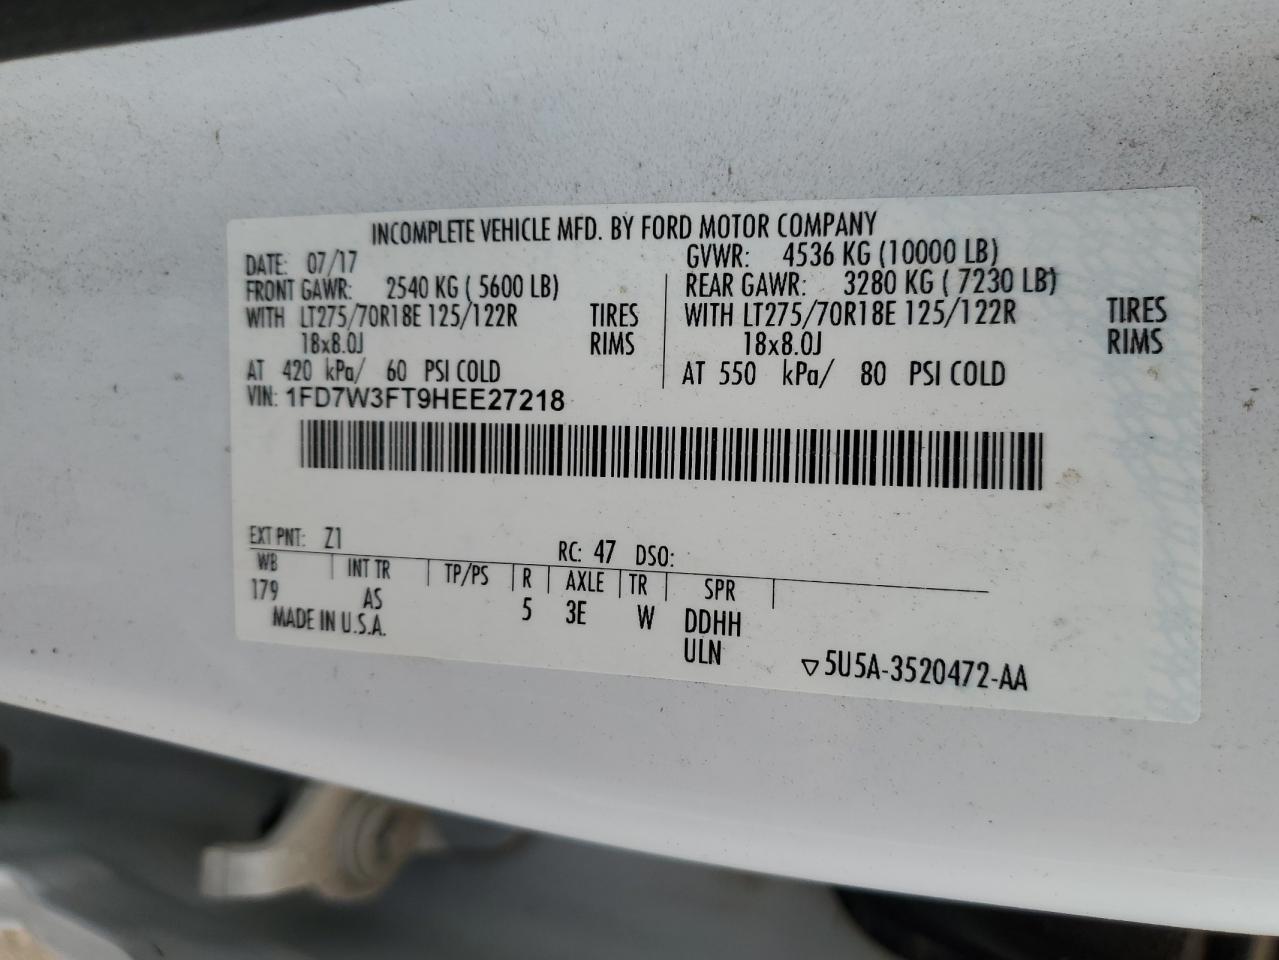 INCOMPLETE VEHICLE MFD. BY FORD MOTOR COMPANY
DATE: 07/17 GVWR: 4536 KG (10000 LB)
FRONT GAWR: 2540 KG ( 5600 LB) REAR GAWR: 3280 KG ( 7230 LB)
WITH LT275/70R18E 125/122R TIRES WITH LT275/70R18E 125/122R TIRES
18x8.0J RIMS 18x8.0J RIMS
AT 420 kPa/ 60 PSI COLD AT 550 kPa/ 80 PSI COLD
VIN: 1FD7W3FT9HEE27218
EXT PNT: Z1 RC: 47 DSO:
WB INT TR TP/PS R AXLE TR SPR
179 AS 5 3E W DDHH
MADE IN U.S.A. ULN ▽5U5A-3520472-AA